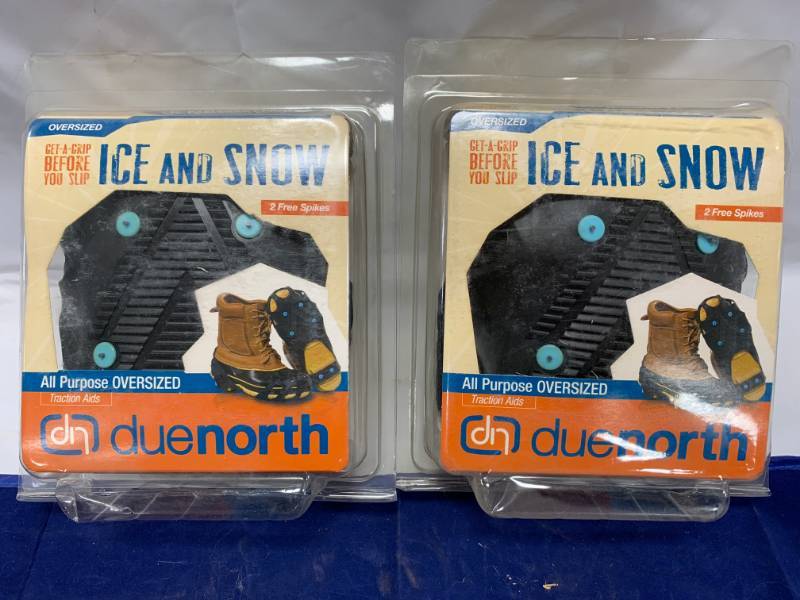 OVERSIZED
GET-A-GRIP
BEFORE
YOU SLIP
ICE AND SNOW
2 Free Spikes
All Purpose OVERSIZED
Traction Aids
dn duenorth
OVERSIZED
GET-A-GRIP
BEFORE
YOU SLIP
ICE AND SNOW
2 Free Spikes
All Purpose OVERSIZED
Traction Aids
dn duenorth